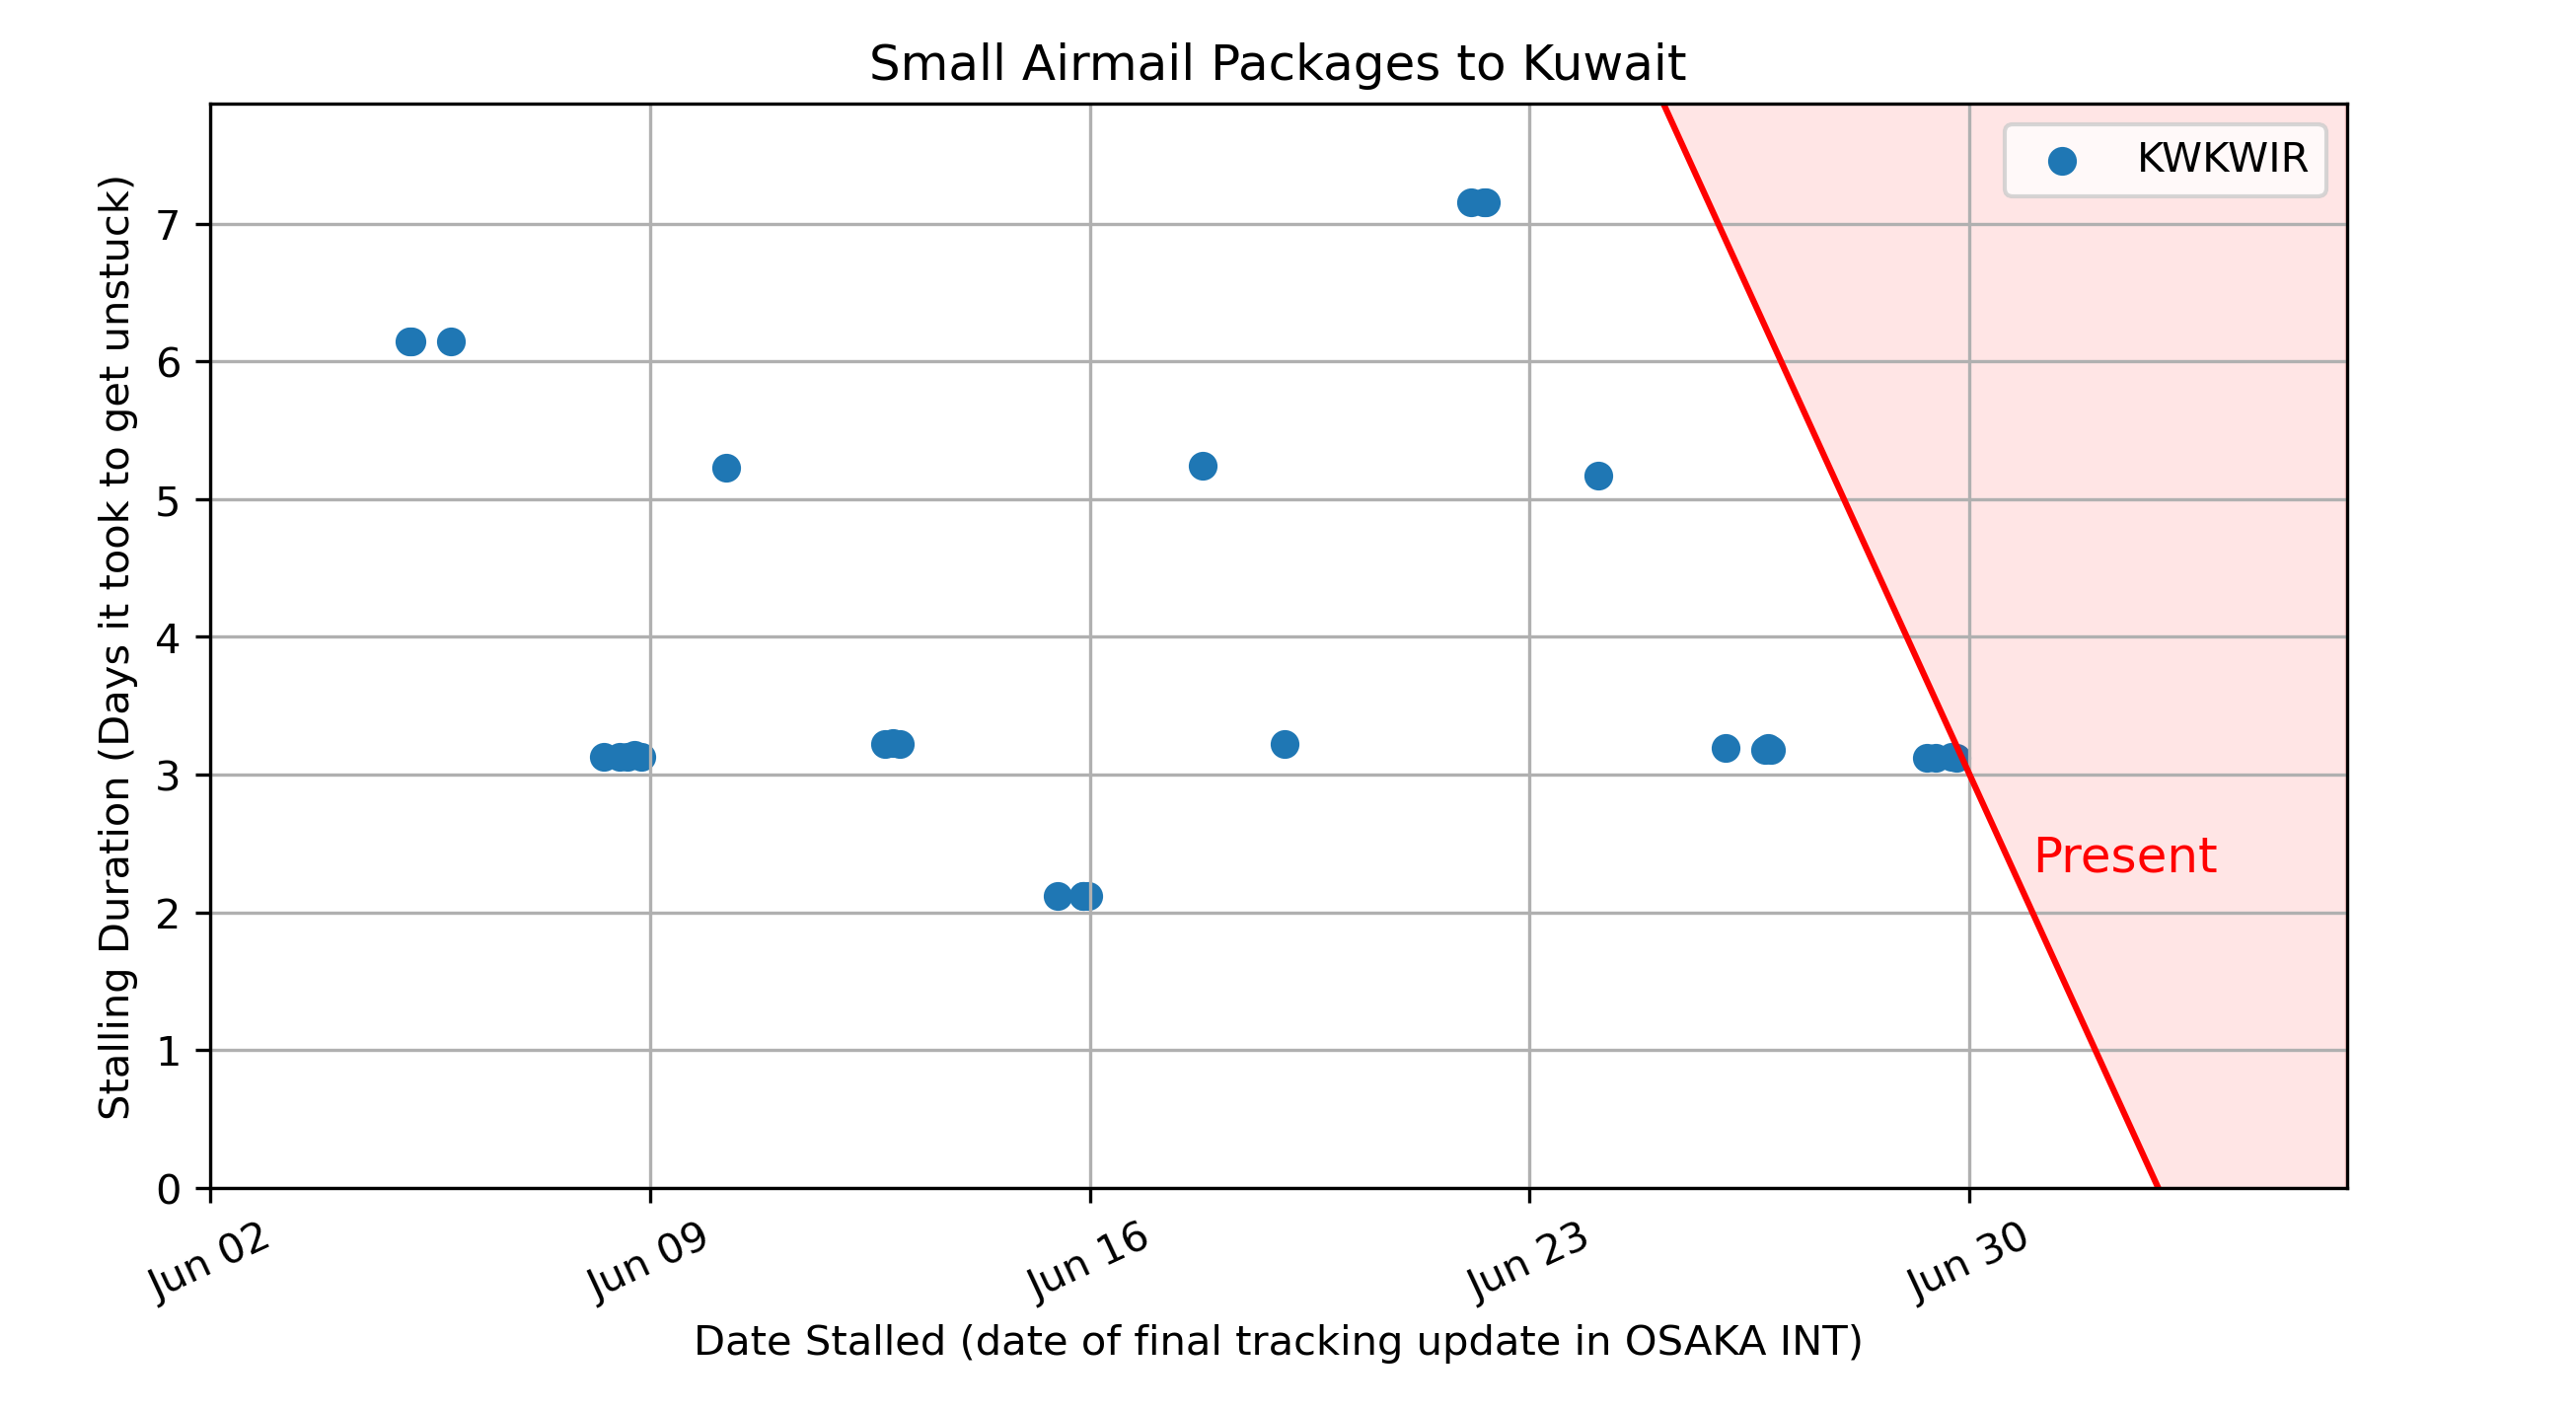 Small Airmail Packages to Kuwait
KWKWIR
Stalling Duration (Days it took to get unstuck)
7
6
5
4
3
2
1
0
Present
Jun 02
Jun 09
Jun 16
Jun 23
Jun 30
Date Stalled (date of final tracking update in OSAKA INT)